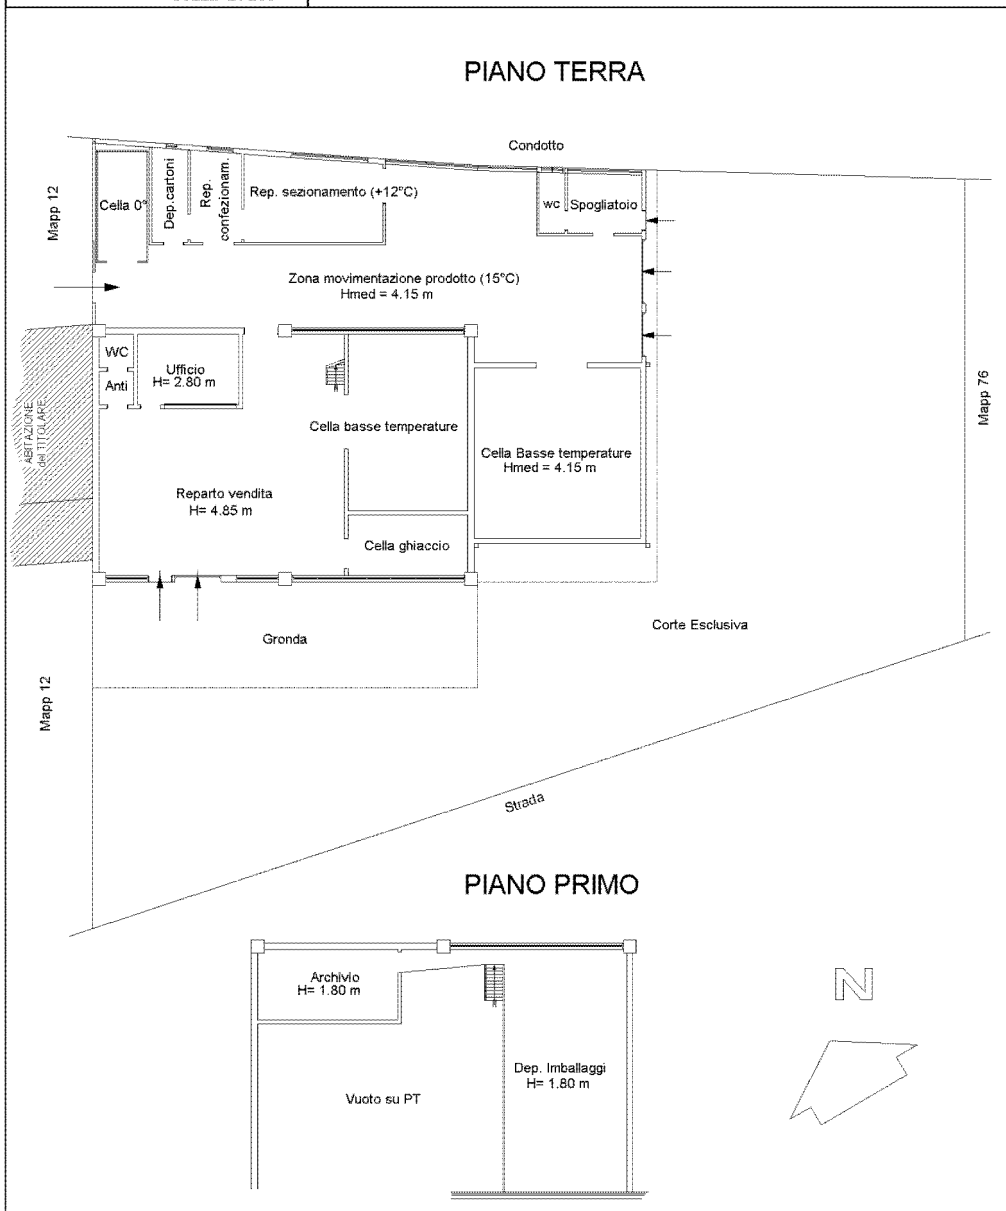 PIANO TERRA
Condotto
Mapp 12
Cella 0°
Dep.cartoni
Rep.
confezionam.
Rep. sezionamento (+12°C)
wc
Spogliatoio
Zona movimentazione prodotto (15°C)
Hmed = 4.15 m
WC
Anti
Ufficio
H= 2.80 m
ABITAZIONE
del TITOLARE
Cella basse temperature
Cella Basse temperature
Hmed = 4.15 m
Mapp 76
Reparto vendita
H= 4.85 m
Cella ghiaccio
Gronda
Corte Esclusiva
Mapp 12
Strada
PIANO PRIMO
Archivio
H= 1.80 m
Dep. Imballaggi
H= 1.80 m
Vuoto su PT
N